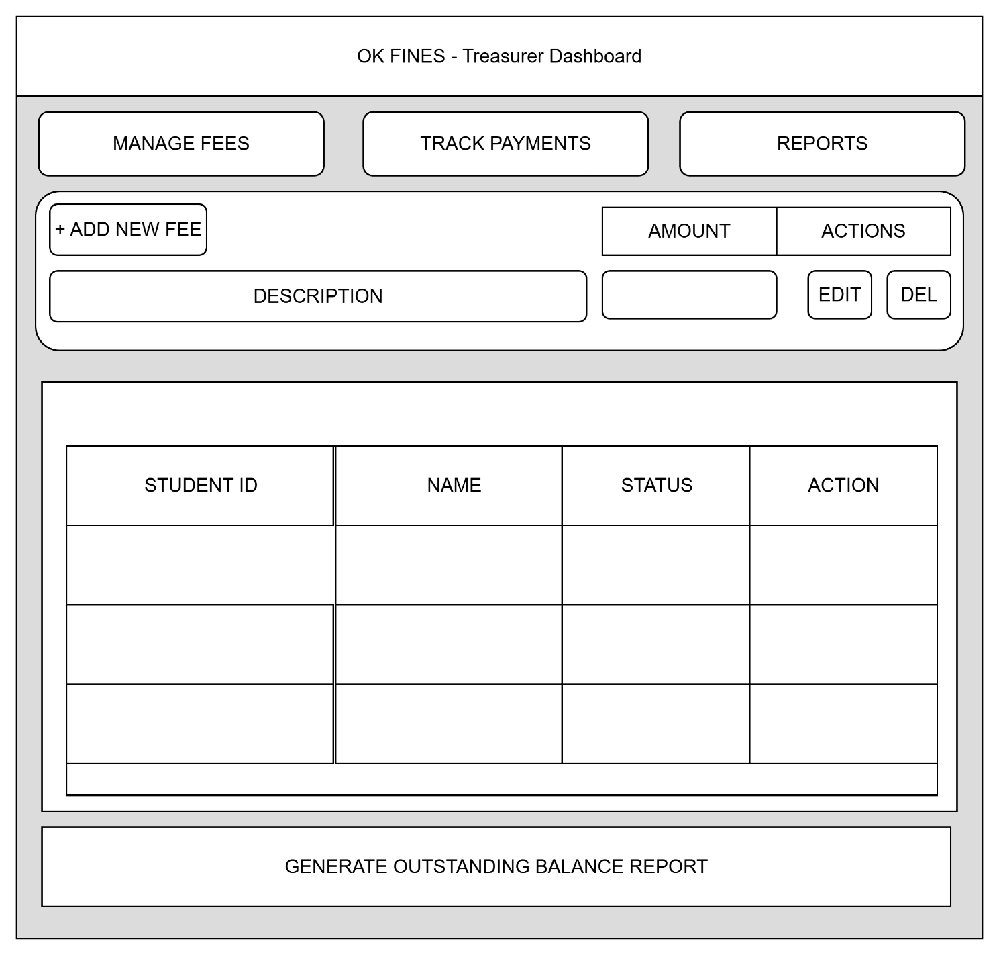 OK FINES - Treasurer Dashboard
MANAGE FEES
TRACK PAYMENTS
REPORTS
+ ADD NEW FEE
AMOUNT
ACTIONS
DESCRIPTION
EDIT
DEL
STUDENT ID
NAME
STATUS
ACTION
GENERATE OUTSTANDING BALANCE REPORT